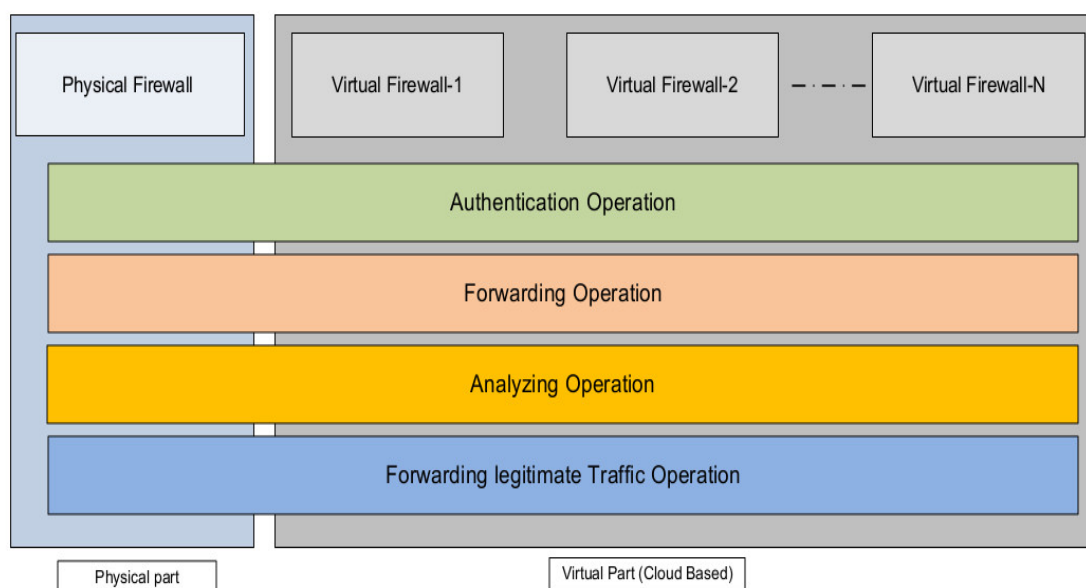 Physical Firewall
Virtual Firewall-1
Virtual Firewall-2
Virtual Firewall-N
Authentication Operation
Forwarding Operation
Analyzing Operation
Forwarding legitimate Traffic Operation
Physical part
Virtual Part (Cloud Based)